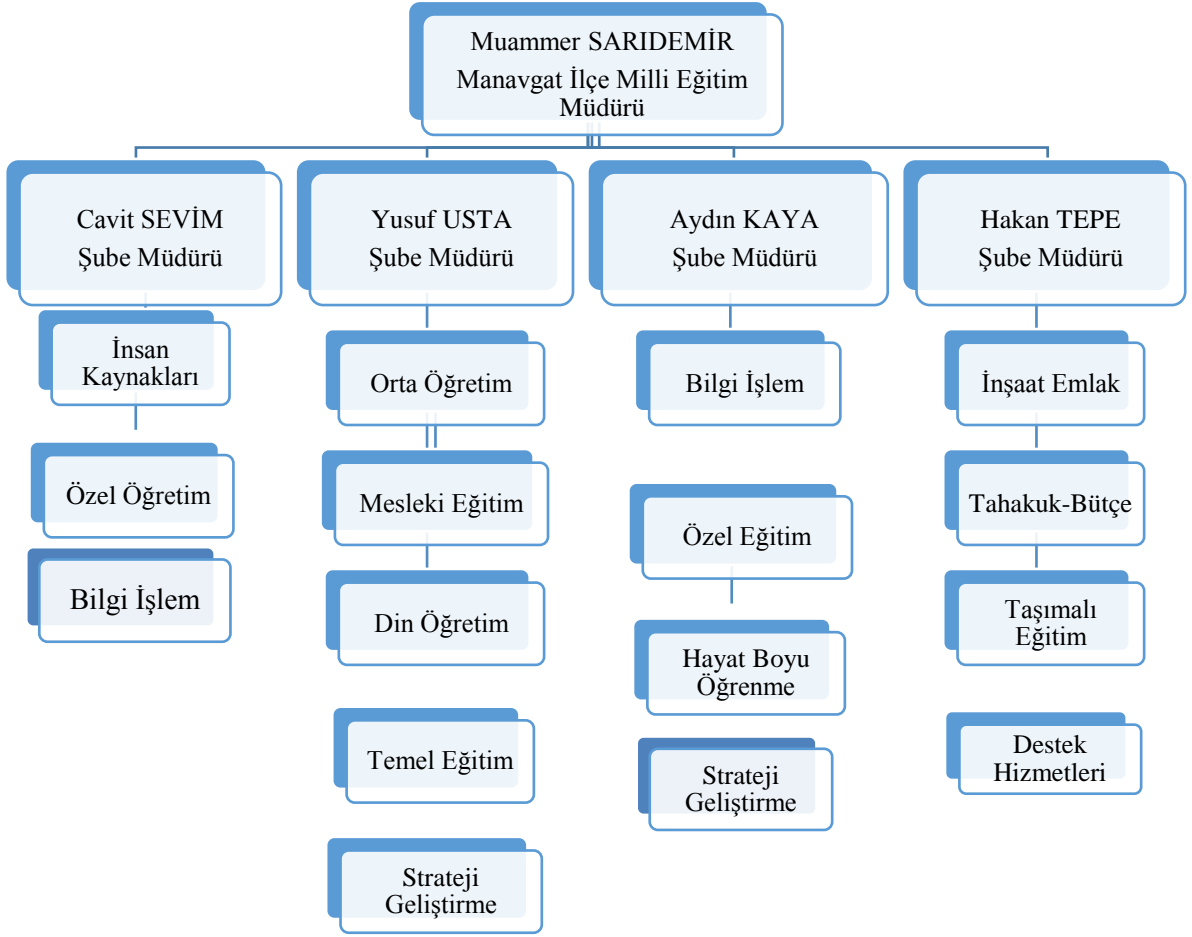 Muammer SARIDEMİR
Manavgat İlçe Milli Eğitim
Müdürü
Cavit SEVİM
Şube Müdürü
Yusuf USTA
Şube Müdürü
Aydın KAYA
Şube Müdürü
Hakan TEPE
Şube Müdürü
İnsan
Kaynakları
Özel Öğretim
Bilgi İşlem
Orta Öğretim
Mesleki Eğitim
Din Öğretim
Temel Eğitim
Strateji
Geliştirme
Bilgi İşlem
Özel Eğitim
Hayat Boyu
Öğrenme
Strateji
Geliştirme
İnşaat Emlak
Tahakuk-Bütçe
Taşımalı
Eğitim
Destek
Hizmetleri